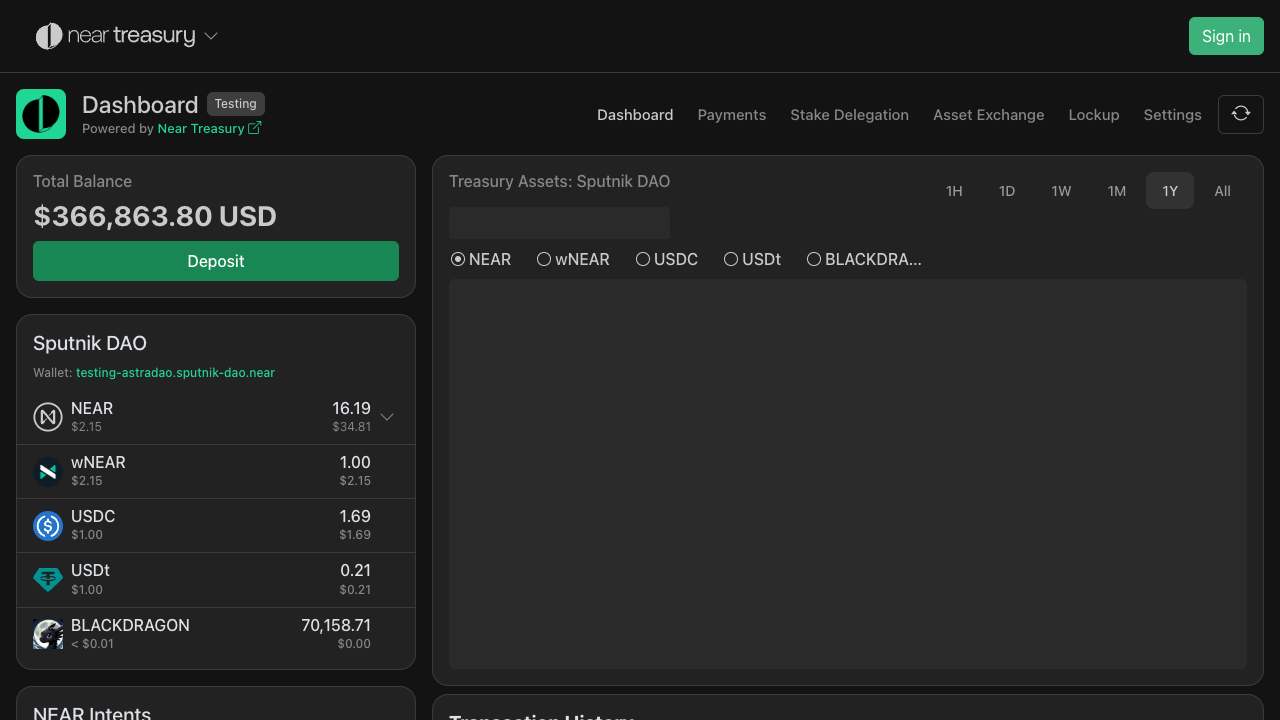 near treasury
Sign in
Dashboard
Testing
Powered by Near Treasury
Dashboard
Payments
Stake Delegation
Asset Exchange
Lockup
Settings
Total Balance
$366,863.80 USD
Deposit
Sputnik DAO
Wallet: testing-astradao.sputnik-dao.near
NEAR 16.19
$2.15 $34.81
wNEAR 1.00
$2.15 $2.15
USDC 1.69
$1.00 $1.69
USDt 0.21
$1.00 $0.21
BLACKDRAGON 70,158.71
< $0.01 $0.00
NEAR Intents
Treasury Assets: Sputnik DAO
1H 1D 1W 1M 1Y All
NEAR wNEAR USDC USDt BLACKDRA...
Transaction History